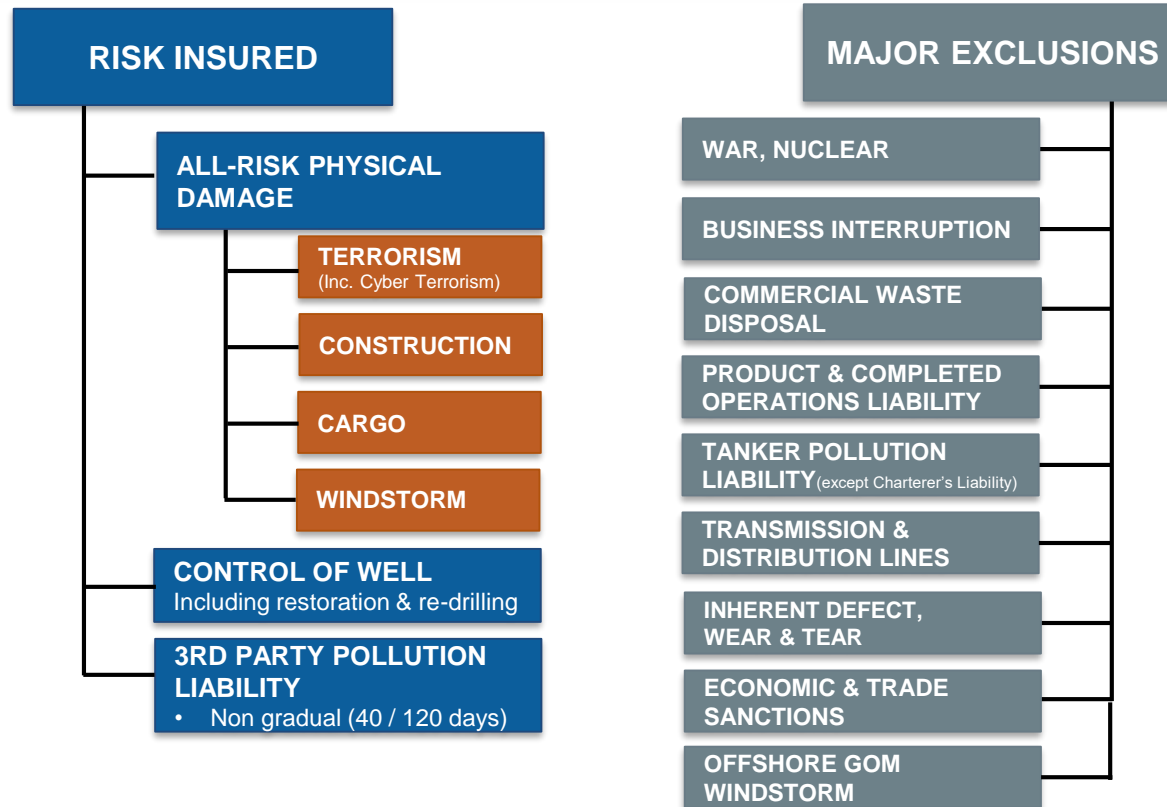 RISK INSURED
ALL-RISK PHYSICAL
DAMAGE
TERRORISM
(Inc. Cyber Terrorism)
CONSTRUCTION
CARGO
WINDSTORM
CONTROL OF WELL
Including restoration & re-drilling
3RD PARTY POLLUTION
LIABILITY
• Non gradual (40 / 120 days)
MAJOR EXCLUSIONS
WAR, NUCLEAR
BUSINESS INTERRUPTION
COMMERCIAL WASTE
DISPOSAL
PRODUCT & COMPLETED
OPERATIONS LIABILITY
TANKER POLLUTION
LIABILITY(except Charterer's Liability)
TRANSMISSION &
DISTRIBUTION LINES
INHERENT DEFECT,
WEAR & TEAR
ECONOMIC & TRADE
SANCTIONS
OFFSHORE GOM
WINDSTORM